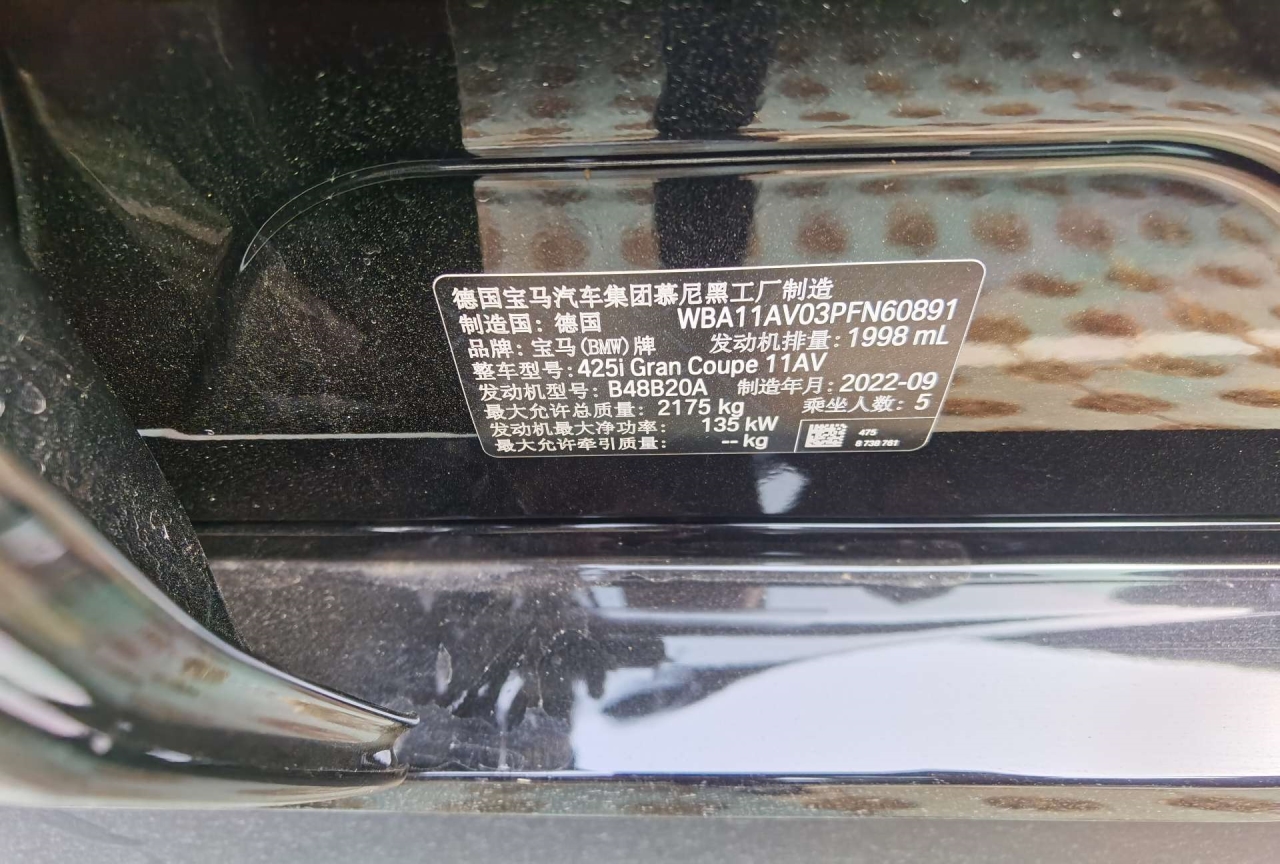 德国宝马汽车集团慕尼黑工厂制造
制造国：德国 WBA11AV03PFN60891
品牌：宝马(BMW)牌 发动机排量：1998 mL
整车型号：425i Gran Coupe 11AV
发动机型号：B48B20A 制造年月：2022-09
最大允许总质量：2175 kg 乘坐人数：5
发动机最大净功率：135 kW
最大允许牵引质量：-- kg
475
8 738 781